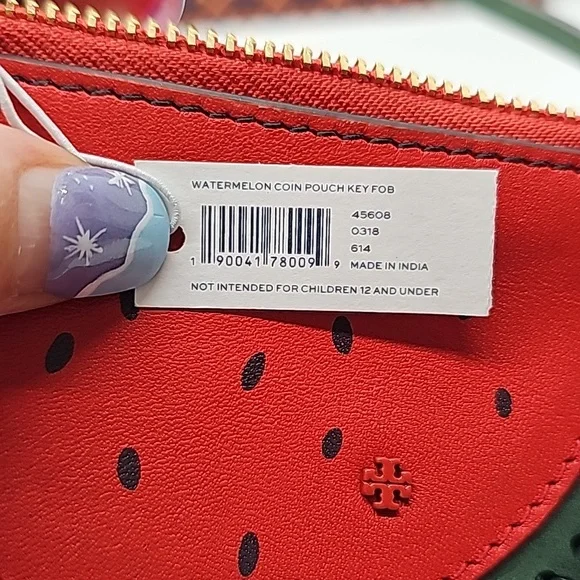 WATERMELON COIN POUCH KEY FOB
45608
0318
614
1 90041 78009 9 MADE IN INDIA
NOT INTENDED FOR CHILDREN 12 AND UNDER